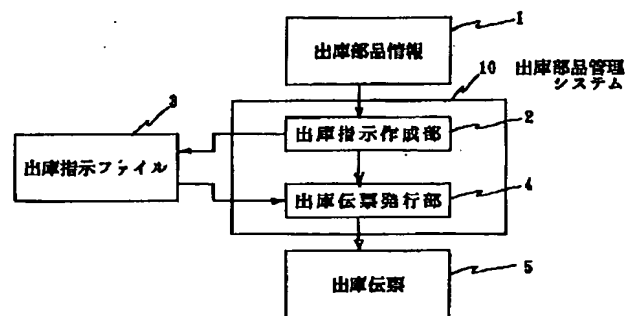 1
出庫部品情報
10 出庫部品管理
システム
3
2
出庫指示作成部
出庫指示ファイル
4
出庫伝票発行部
5
出庫伝票